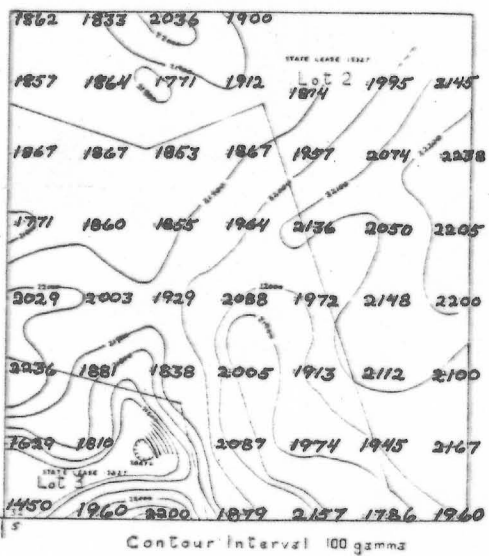 1862 1833 2036 1900
STATE LEASE
Lot 2
1857 1864 1771 1912 1874 1995 2145
1867 1867 1853 1867 1957 2074 2238
1771 1860 1855 1964 2136 2050 2205
2029 2003 1929 2088 1972 2148 2200
2236 1881 1838 2005 1913 2112 2100
1629 1810 2087 1974 1945 2167
STATE LEASE
Lot 3
1450 1960 2200 1879 2157 1786 1960
S
Contour Interval 100 gamma